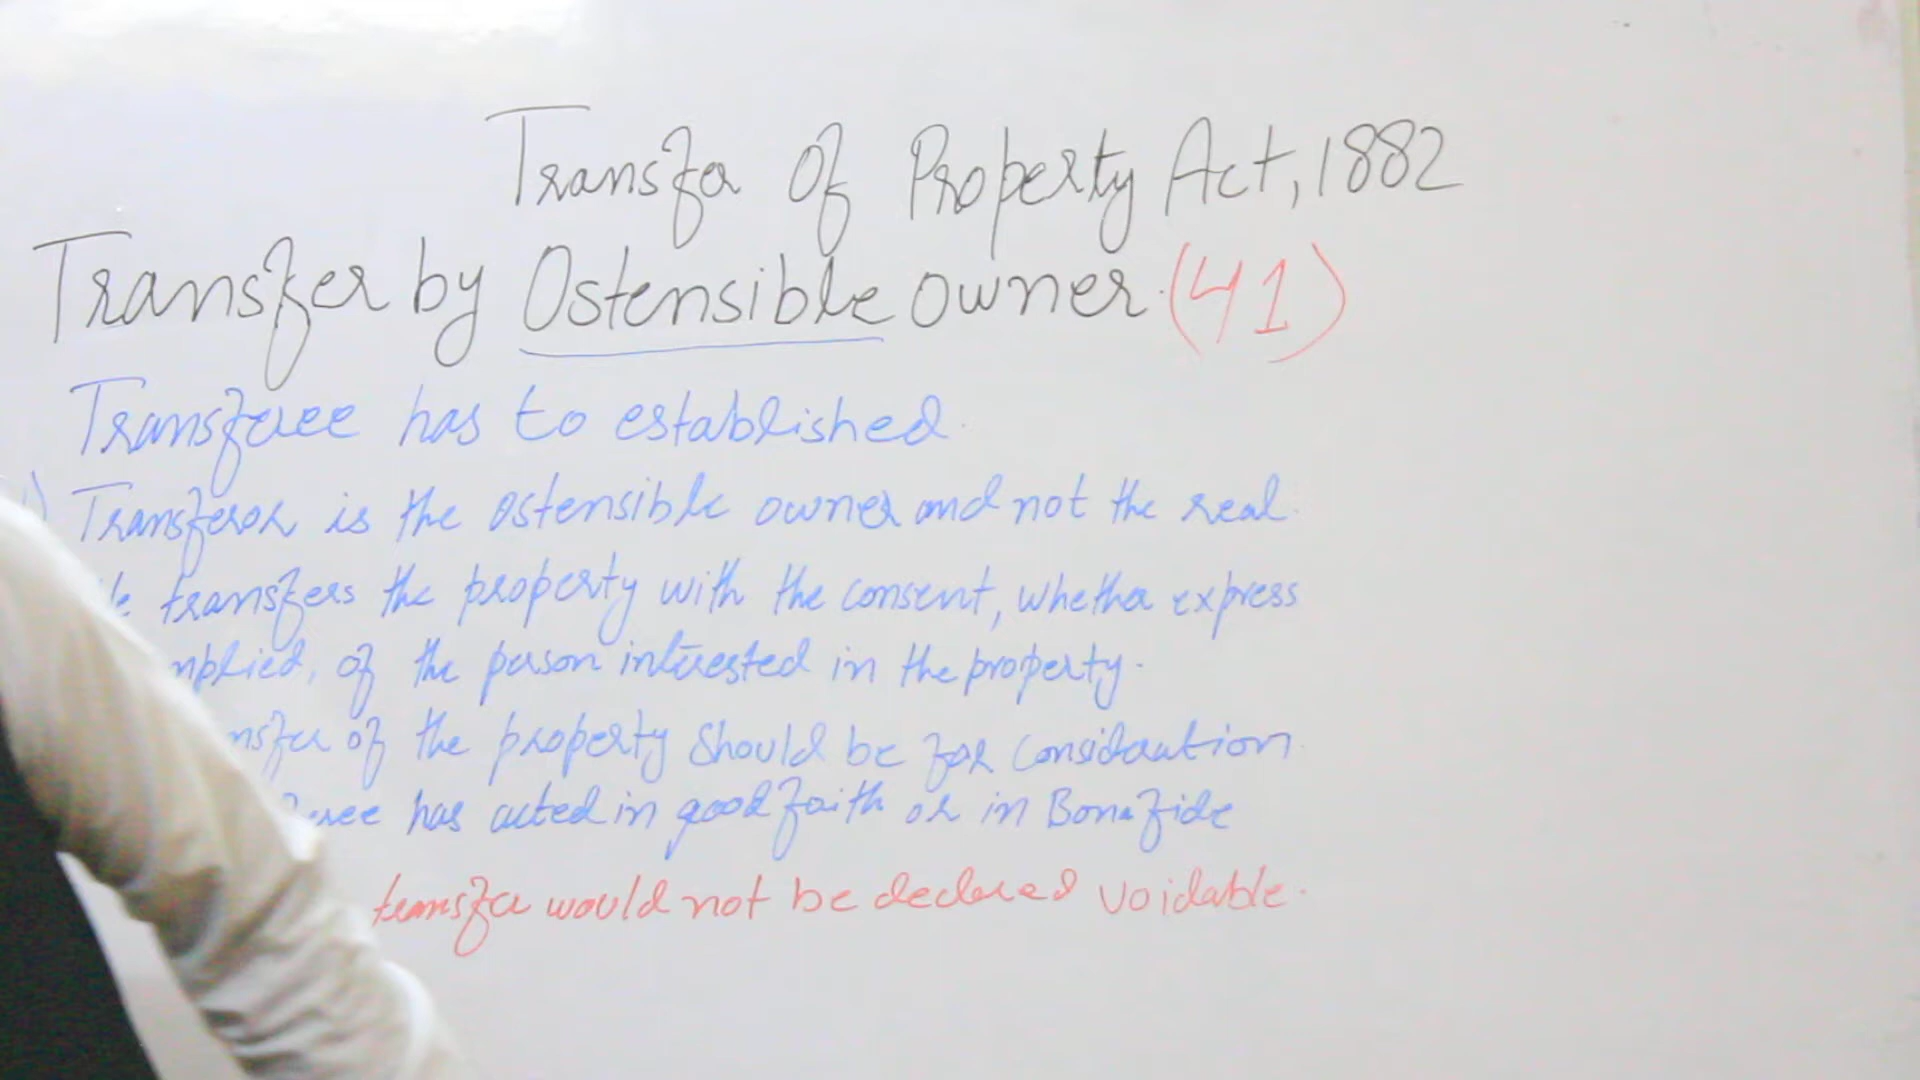 Transfer Of Property Act, 1882
Transfer by Ostensible owner (41)
Transferee has to established
Transferor is the ostensible owner and not the real
transfers the property with the consent, whether express
mplied, of the person interested in the property.
nsfer of the property should be for consideration
eree has acted in good faith or in Bonafide
transfer would not be declared voidable.